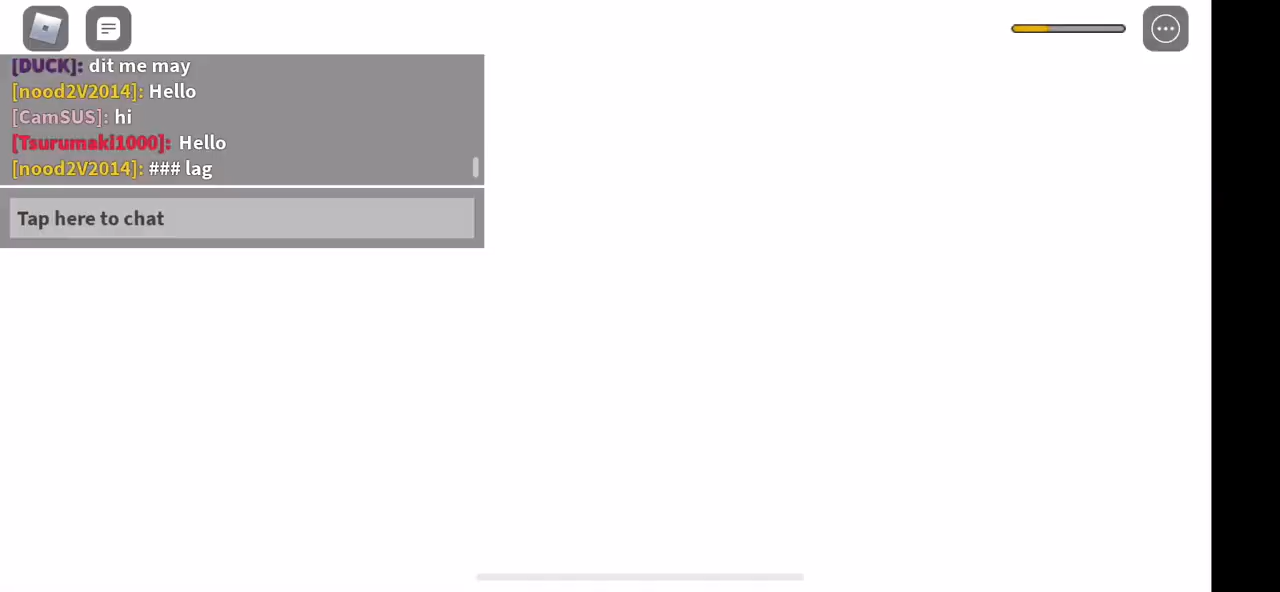 [DUCK]: dit me may
[nood2V2014]: Hello
[CamSUS]: hi
[Tsurumaki1000]: Hello
[nood2V2014]: ### lag
Tap here to chat